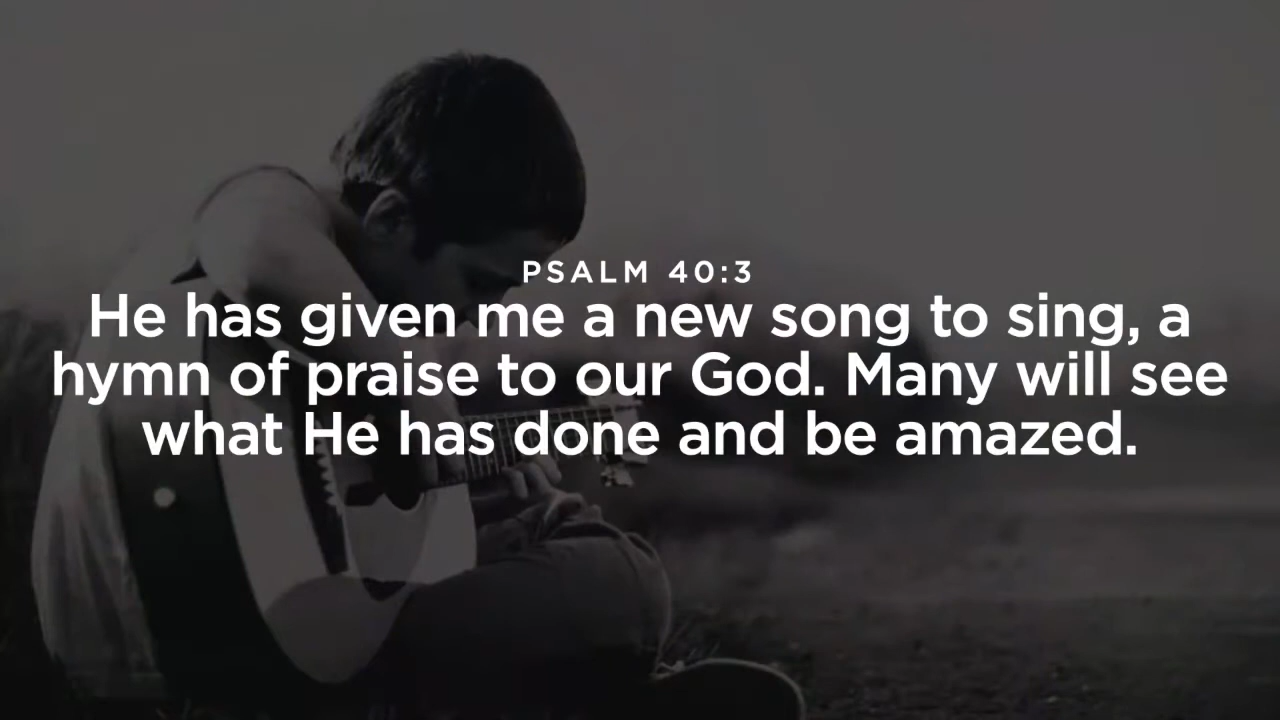 PSALM 40:3
He has given me a new song to sing, a
hymn of praise to our God. Many will see
what He has done and be amazed.